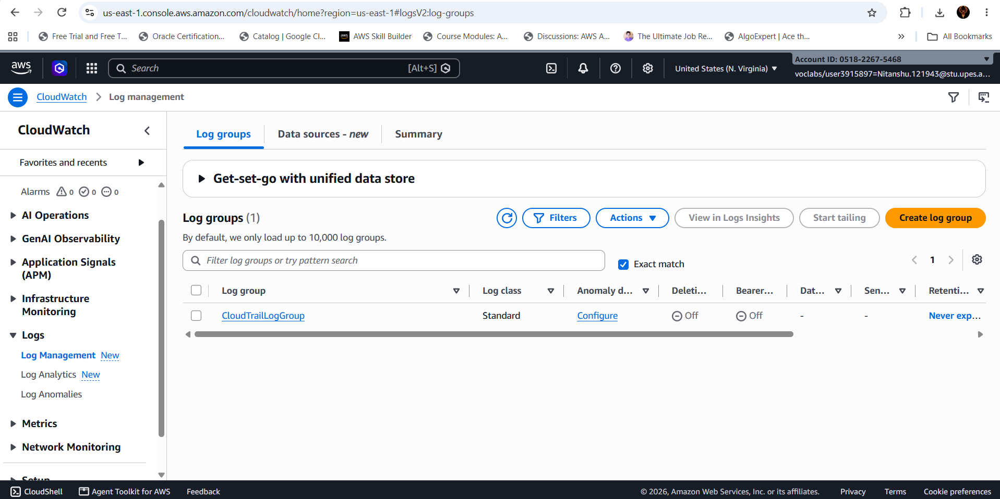 us-east-1.console.aws.amazon.com/cloudwatch/home?region=us-east-1#logsV2:log-groups
Free Trial and Free T...
Oracle Certification...
Catalog | Google Cl...
aws
AWS Skill Builder
Course Modules: A...
Discussions: AWS A...
The Ultimate Job Re...
AlgoExpert | Ace th...
All Bookmarks
aws
Search
[Alt+S]
United States (N. Virginia)
Account ID: 0518-2267-5468
voclabs/user3915897=Nitanshu.121943@stu.upes.a...
CloudWatch
Log management
CloudWatch
Favorites and recents
Alarms 0 0 0
AI Operations
GenAI Observability
Application Signals
(APM)
Infrastructure
Monitoring
Logs
Log Management New
Log Analytics New
Log Anomalies
Metrics
Network Monitoring
Setup
Log groups
Data sources - new
Summary
Get-set-go with unified data store
Log groups (1)
Filters
Actions
View in Logs Insights
Start tailing
Create log group
By default, we only load up to 10,000 log groups.
Filter log groups or try pattern search
Exact match
1
Log group
Log class
Anomaly d...
Deleti...
Bearer...
Dat...
Sen...
Retenti...
CloudTrailLogGroup
Standard
Configure
Off
Off
-
-
Never exp...
CloudShell
Agent Toolkit for AWS
Feedback
© 2026, Amazon Web Services, Inc. or its affiliates.
Privacy
Terms
Cookie preferences